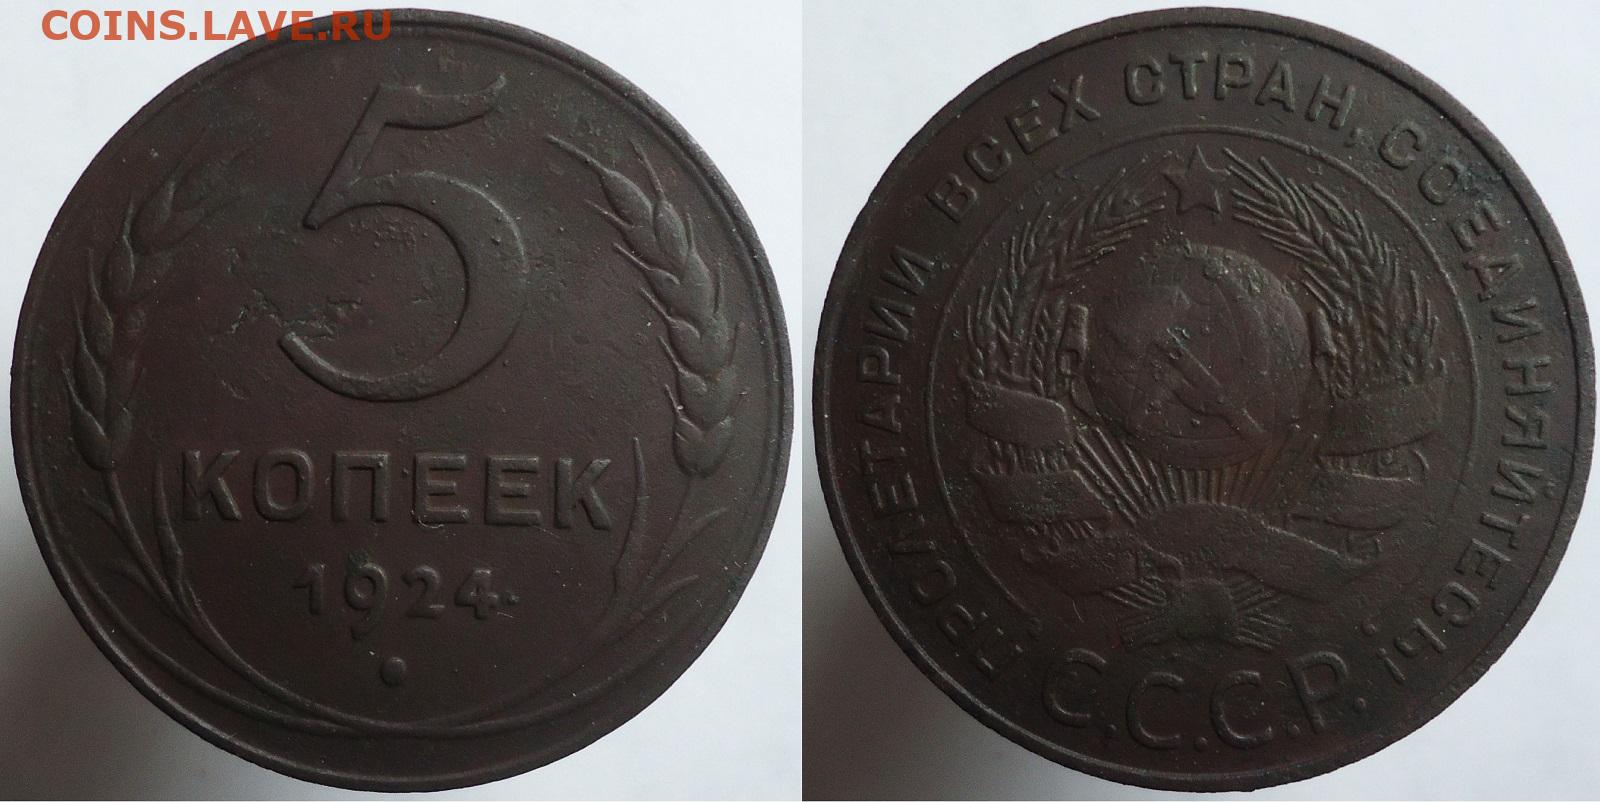 COINS.LAVE.RU
5
КОПЕЕК
1924.
ПРОЛЕТАРИИ ВСЕХ СТРАН, СОЕДИНЯЙТЕСЬ!
С.С.С.Р.